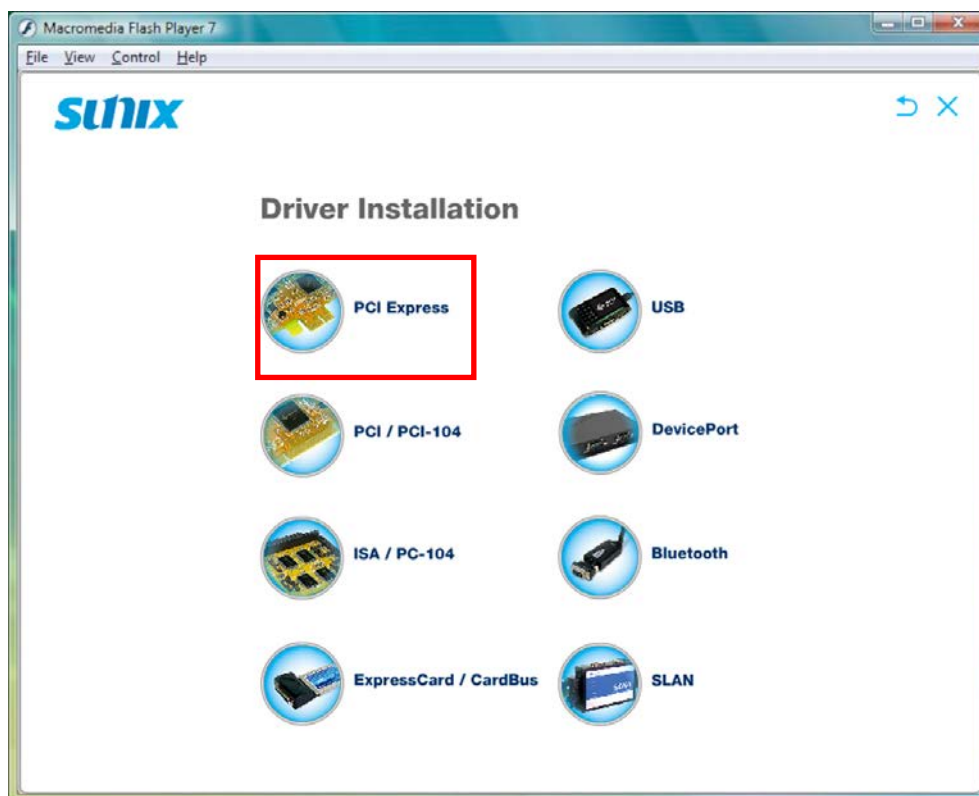 Macromedia Flash Player 7
File View Control Help
SUNIX
Driver Installation
PCI Express
USB
PCI / PCI-104
DevicePort
ISA / PC-104
Bluetooth
ExpressCard / CardBus
SLAN